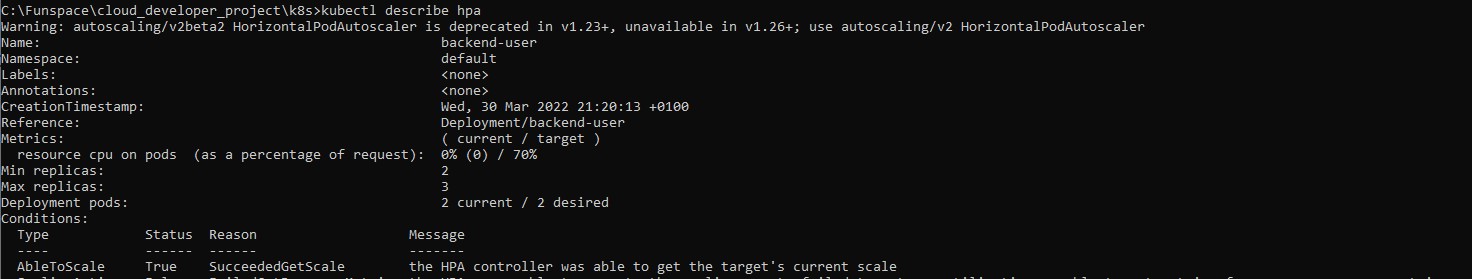 C:\Funspace\cloud_developer_project\k8s>kubectl describe hpa
Warning: autoscaling/v2beta2 HorizontalPodAutoscaler is deprecated in v1.23+, unavailable in v1.26+; use autoscaling/v2 HorizontalPodAutoscaler
Name: backend-user
Namespace: default
Labels: <none>
Annotations: <none>
CreationTimestamp: Wed, 30 Mar 2022 21:20:13 +0100
Reference: Deployment/backend-user
Metrics: ( current / target )
resource cpu on pods (as a percentage of request): 0% (0) / 70%
Min replicas: 2
Max replicas: 3
Deployment pods: 2 current / 2 desired
Conditions:
Type Status Reason Message
---- ------ ------ -------
AbleToScale True SucceededGetScale the HPA controller was able to get the target's current scale